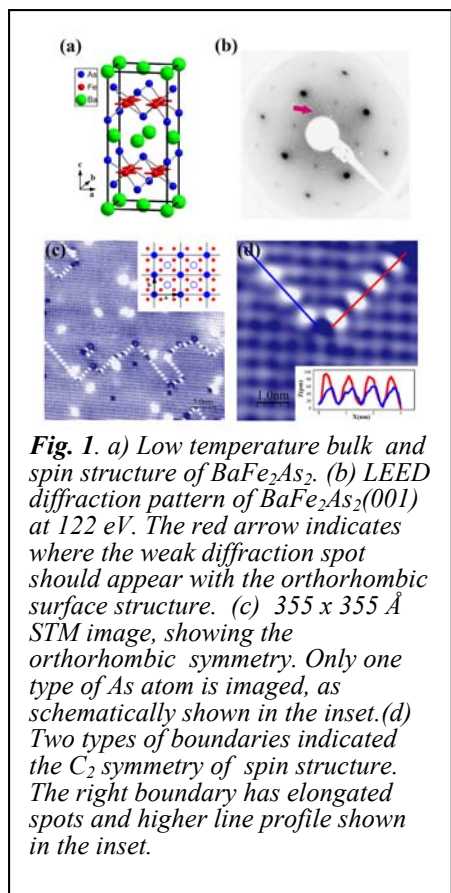 (a)
(b)
As
Fe
Ba
c
b
a
(c)
(d)
1.0nm
Z(pm)
X(nm)
Fig. 1. a) Low temperature bulk and
spin structure of BaFe2As2. (b) LEED
diffraction pattern of BaFe2As2(001)
at 122 eV. The red arrow indicates
where the weak diffraction spot
should appear with the orthorhombic
surface structure. (c) 355 x 355 Å
STM image, showing the
orthorhombic symmetry. Only one
type of As atom is imaged, as
schematically shown in the inset.(d)
Two types of boundaries indicated
the C2 symmetry of spin structure.
The right boundary has elongated
spots and higher line profile shown
in the inset.